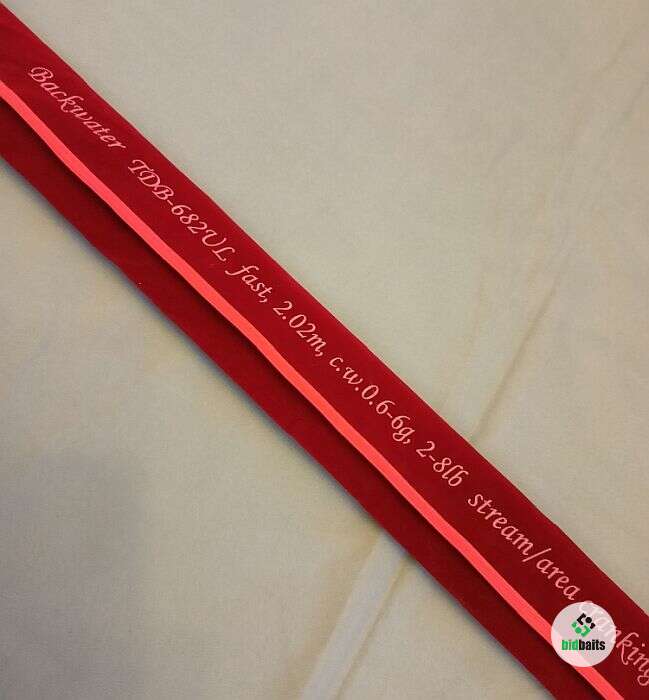 Backwater TDB-682UL fast, 2.02m, c.w.0.6-6g, 2-8lb stream/area
bidbaits